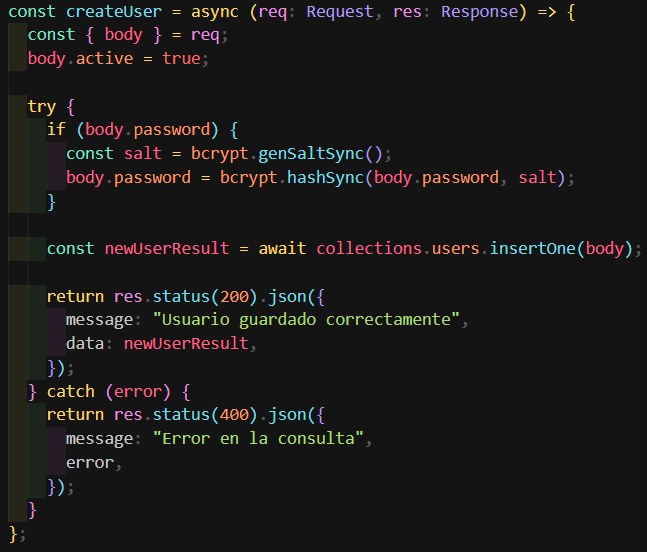 const createUser = async (req: Request, res: Response) => {
  const { body } = req;
  body.active = true;

  try {
    if (body.password) {
      const salt = bcrypt.genSaltSync();
      body.password = bcrypt.hashSync(body.password, salt);
    }

    const newUserResult = await collections.users.insertOne(body);

    return res.status(200).json({
      message: "Usuario guardado correctamente",
      data: newUserResult,
    });
  } catch (error) {
    return res.status(400).json({
      message: "Error en la consulta",
      error,
    });
  }
};